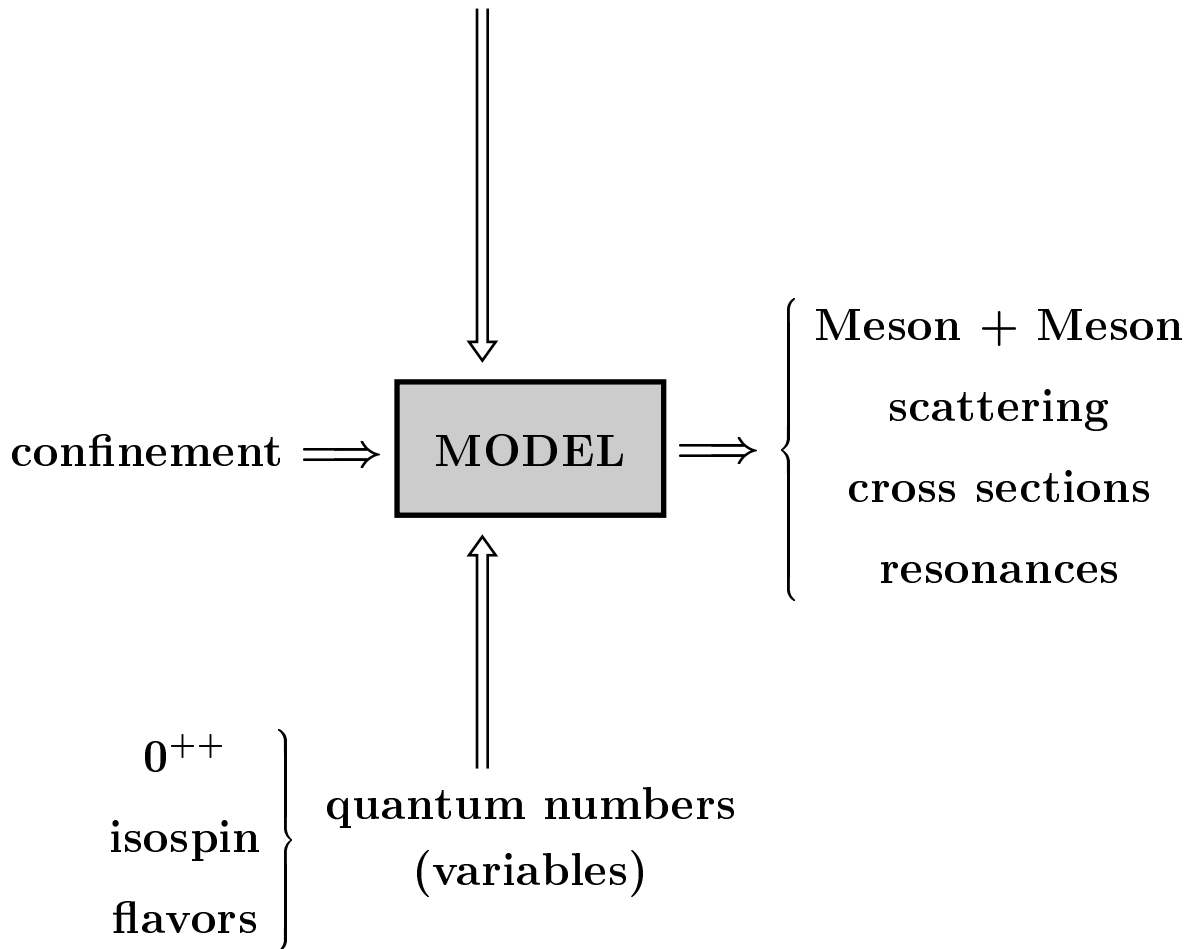 confinement ⟹ MODEL ⟹
Meson + Meson
scattering
cross sections
resonances
0⁺⁺
isospin
flavors
quantum numbers
(variables)